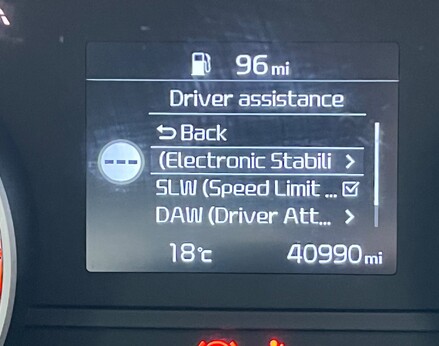 96 mi
Driver assistance
Back
(Electronic Stabili
SLW (Speed Limit ...
DAW (Driver Att...
18°C 40990 mi